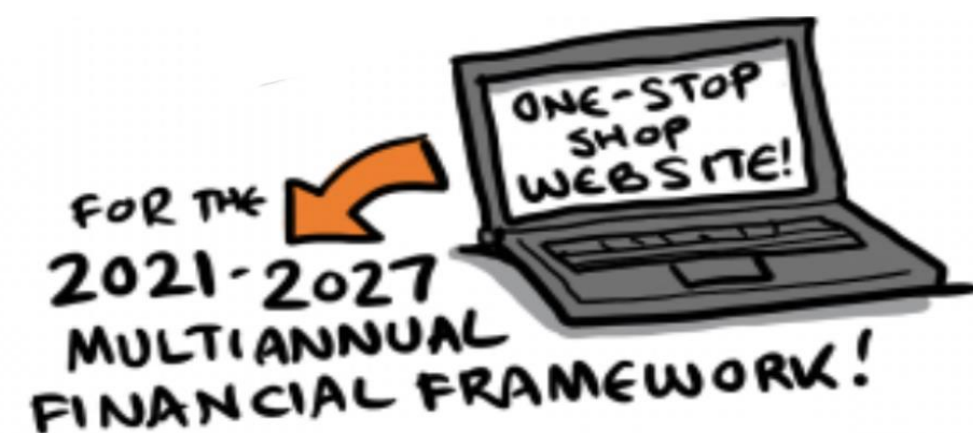 ONE-STOP
SHOP
WEBSITE!
FOR THE
2021-2027
MULTIANNUAL
FINANCIAL FRAMEWORK!